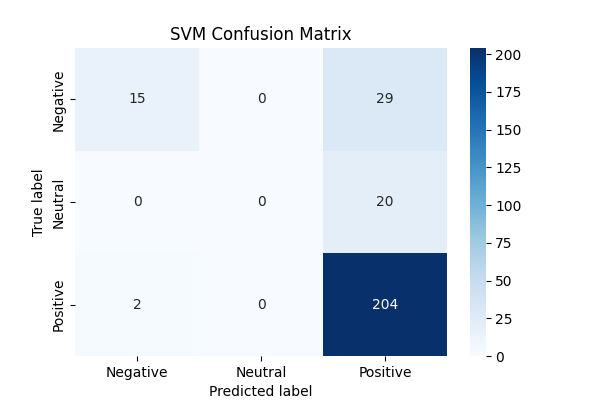 SVM Confusion Matrix
Negative
Neutral
Positive
True label
15 0 29
0 0 20
2 0 204
Negative Neutral Positive
Predicted label
200
175
150
125
100
75
50
25
0